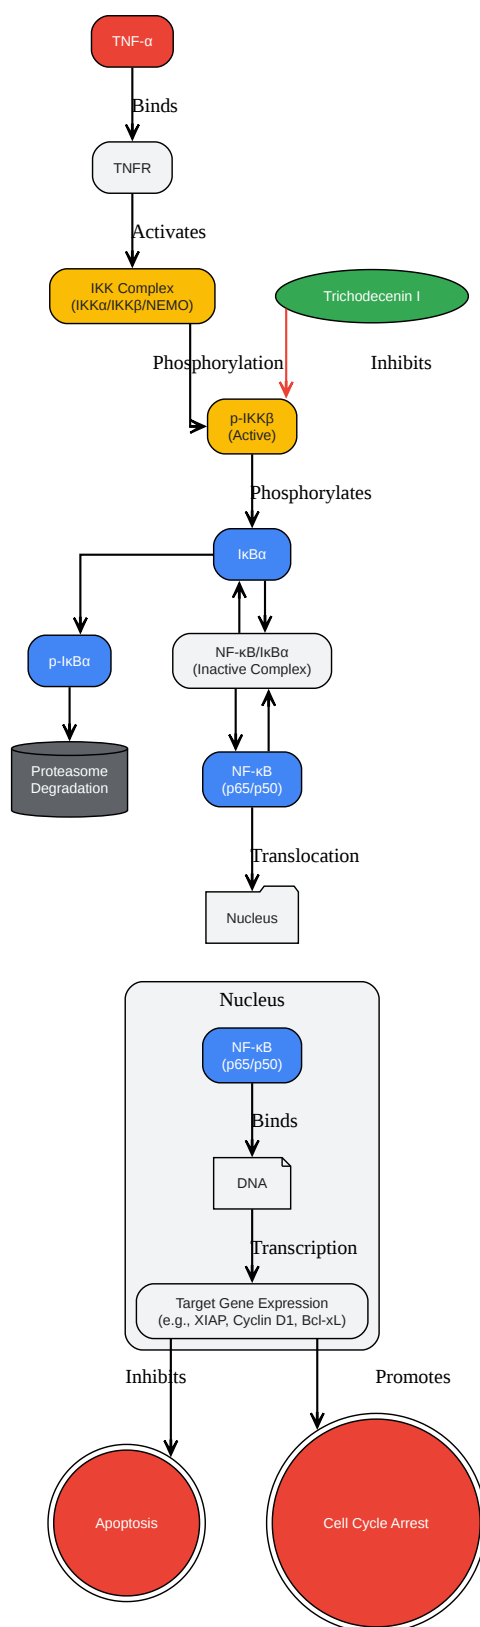 TNF-α
Binds
TNFR
Activates
IKK Complex
(IKKα/IKKβ/NEMO)
Trichodecenin I
Phosphorylation
Inhibits
p-IKKβ
(Active)
Phosphorylates
IκBα
p-IκBα
NF-κB/IκBα
(Inactive Complex)
Proteasome
Degradation
NF-κB
(p65/p50)
Translocation
Nucleus
Nucleus
NF-κB
(p65/p50)
Binds
DNA
Transcription
Target Gene Expression
(e.g., XIAP, Cyclin D1, Bcl-xL)
Inhibits
Promotes
Apoptosis
Cell Cycle Arrest